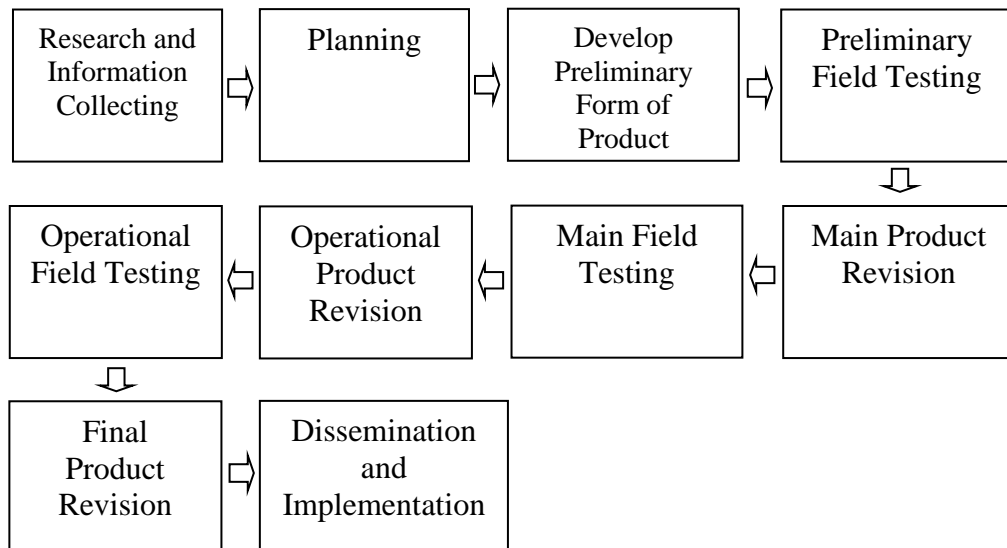 Research and
Information
Collecting
Planning
Develop
Preliminary
Form of
Product
Preliminary
Field Testing
Main Product
Revision
Main Field
Testing
Operational
Product
Revision
Operational
Field Testing
Final
Product
Revision
Dissemination
and
Implementation